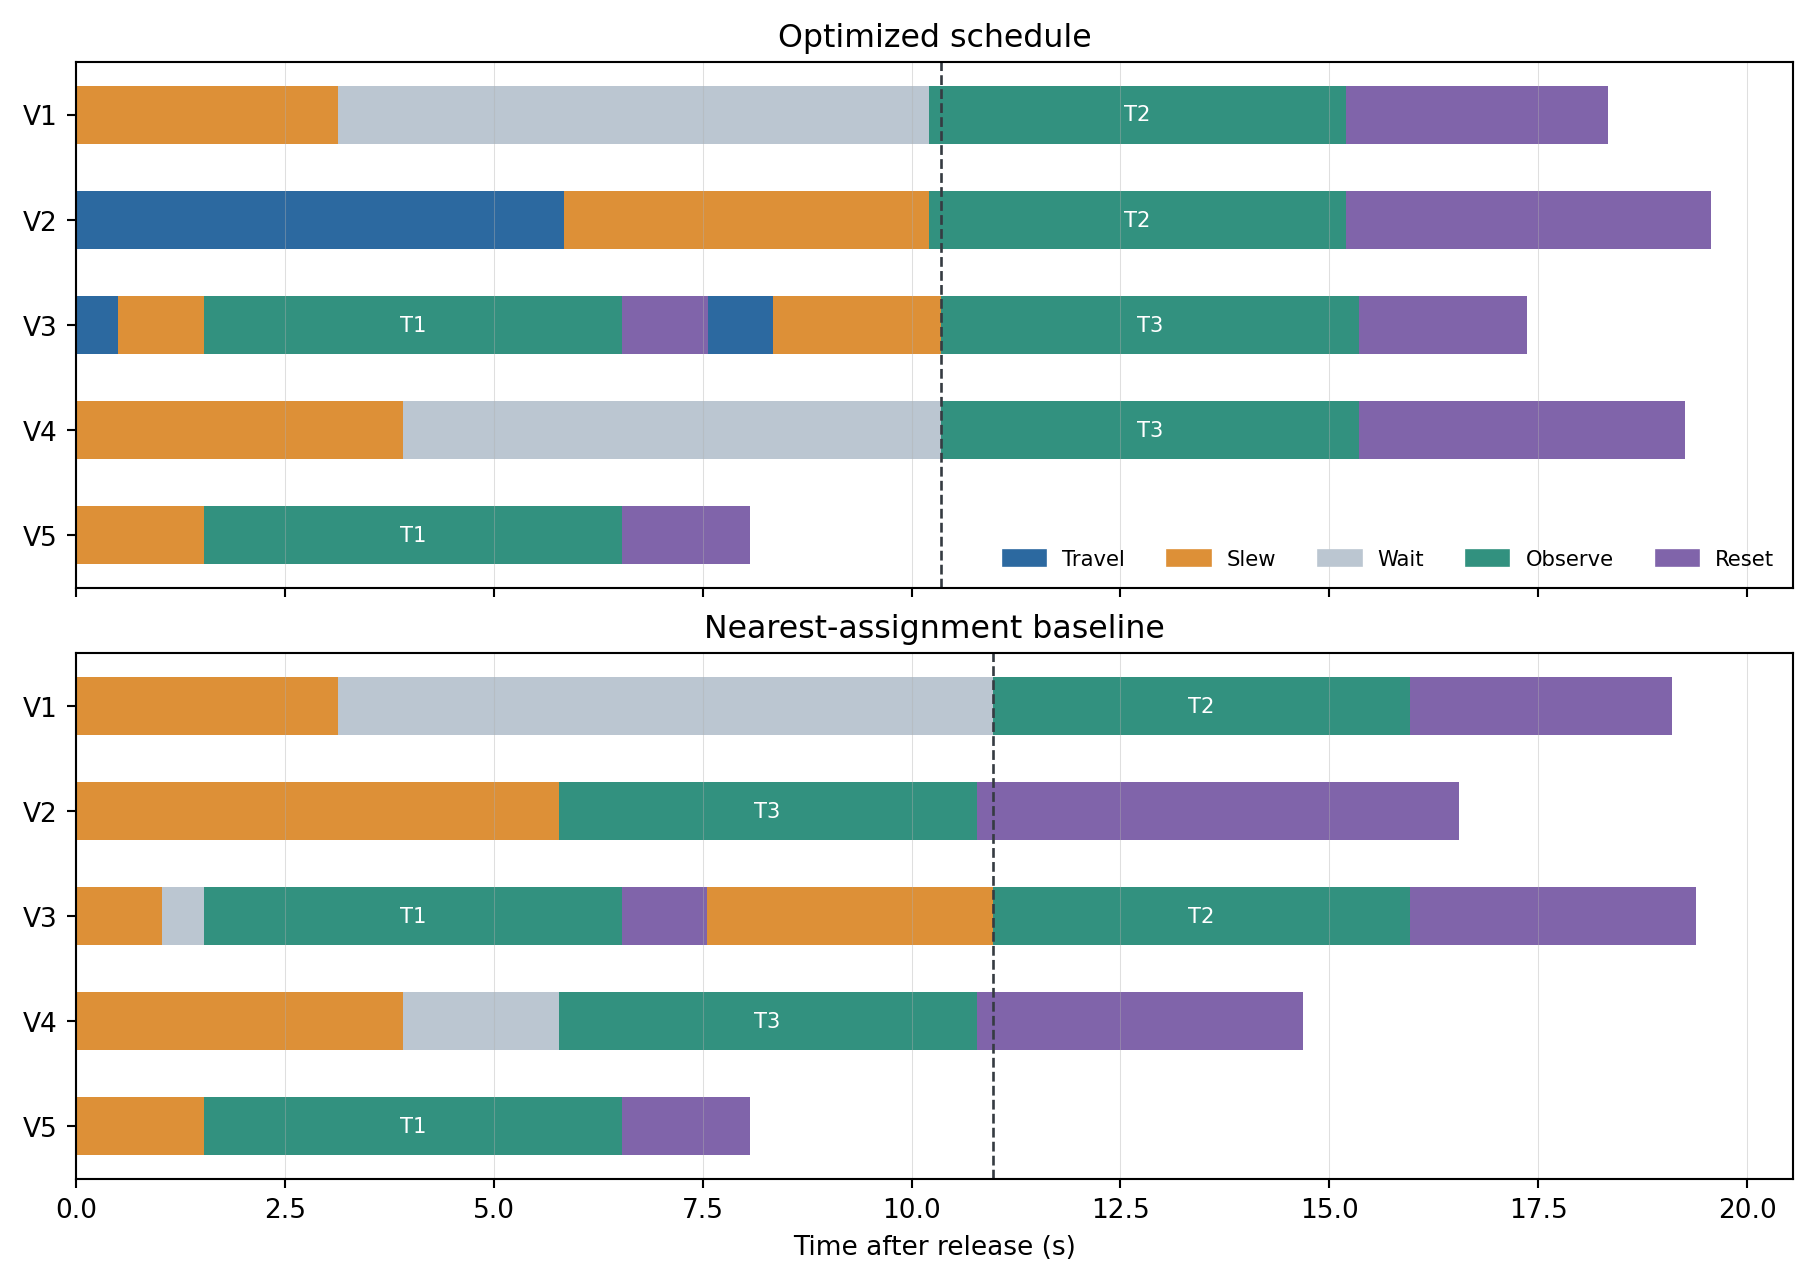 Optimized schedule
V1
T2
V2
T2
V3
T1
T3
V4
T3
V5
T1
Travel Slew Wait Observe Reset
Nearest-assignment baseline
V1
T2
V2
T3
V3
T1
T2
V4
T3
V5
T1
0.0 2.5 5.0 7.5 10.0 12.5 15.0 17.5 20.0
Time after release (s)